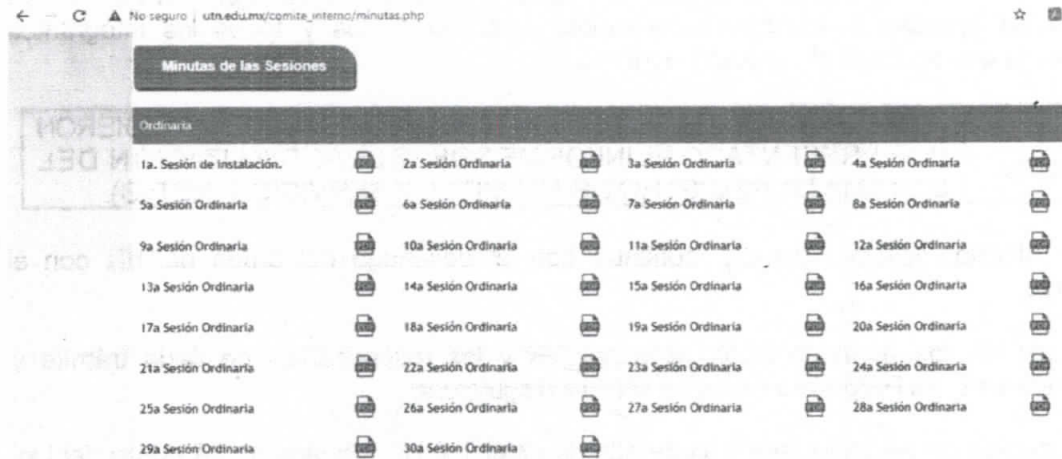 No seguro utn.edu.mx/comite_interno/minutas.php
Minutas de las Sesiones
Ordinaria
1a. Sesión de instalación. 2a Sesión Ordinaria 3a Sesión Ordinaria 4a Sesión Ordinaria
5a Sesión Ordinaria 6a Sesión Ordinaria 7a Sesión Ordinaria 8a Sesión Ordinaria
9a Sesión Ordinaria 10a Sesión Ordinaria 11a Sesión Ordinaria 12a Sesión Ordinaria
13a Sesión Ordinaria 14a Sesión Ordinaria 15a Sesión Ordinaria 16a Sesión Ordinaria
17a Sesión Ordinaria 18a Sesión Ordinaria 19a Sesión Ordinaria 20a Sesión Ordinaria
21a Sesión Ordinaria 22a Sesión Ordinaria 23a Sesión Ordinaria 24a Sesión Ordinaria
25a Sesión Ordinaria 26a Sesión Ordinaria 27a Sesión Ordinaria 28a Sesión Ordinaria
29a Sesión Ordinaria 30a Sesión Ordinaria